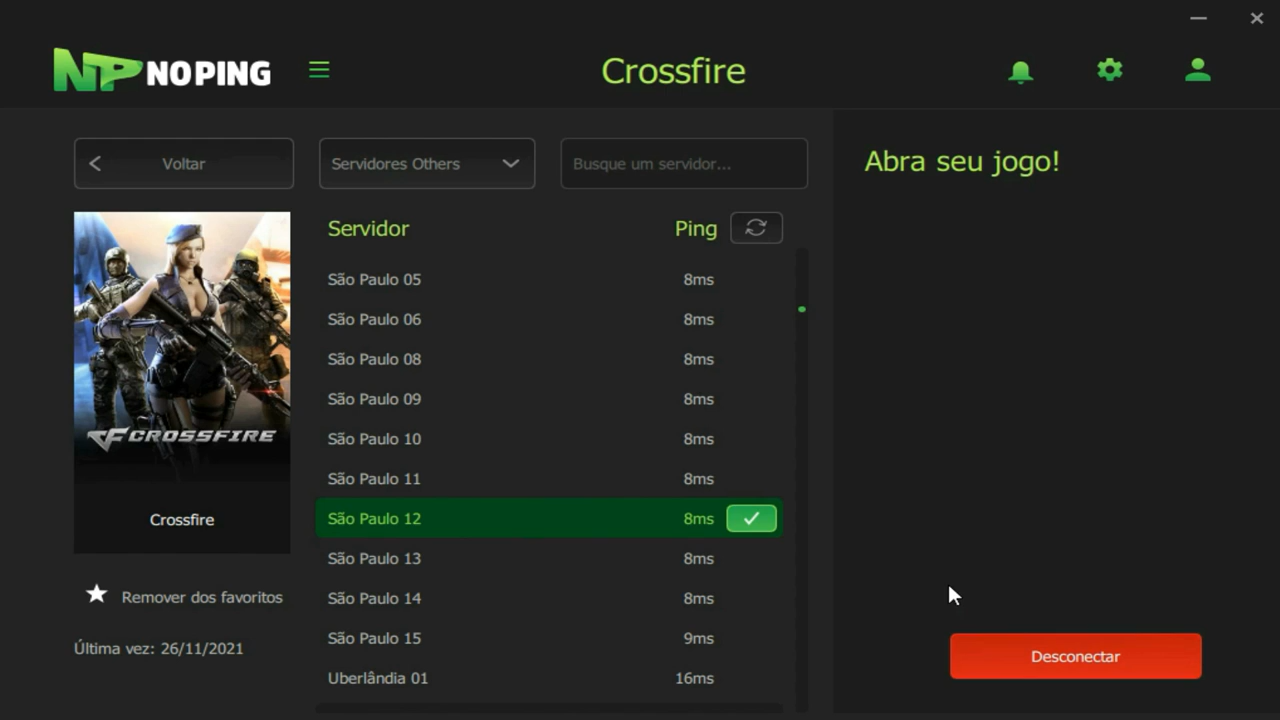 NP NOPING
Crossfire
Voltar
Servidores Others
Busque um servidor...
Abra seu jogo!
Servidor Ping
São Paulo 05 8ms
São Paulo 06 8ms
São Paulo 08 8ms
São Paulo 09 8ms
São Paulo 10 8ms
São Paulo 11 8ms
São Paulo 12 8ms
São Paulo 13 8ms
São Paulo 14 8ms
São Paulo 15 9ms
Uberlândia 01 16ms
CF CROSSFIRE
Crossfire
Remover dos favoritos
Última vez: 26/11/2021
Desconectar